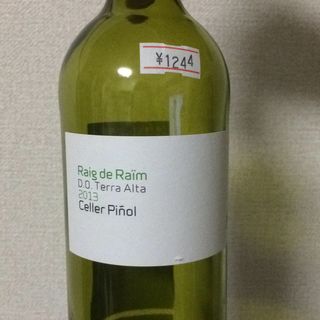 ¥1244
Raig de Raïm
D.O. Terra Alta
2013
Celler Piñol